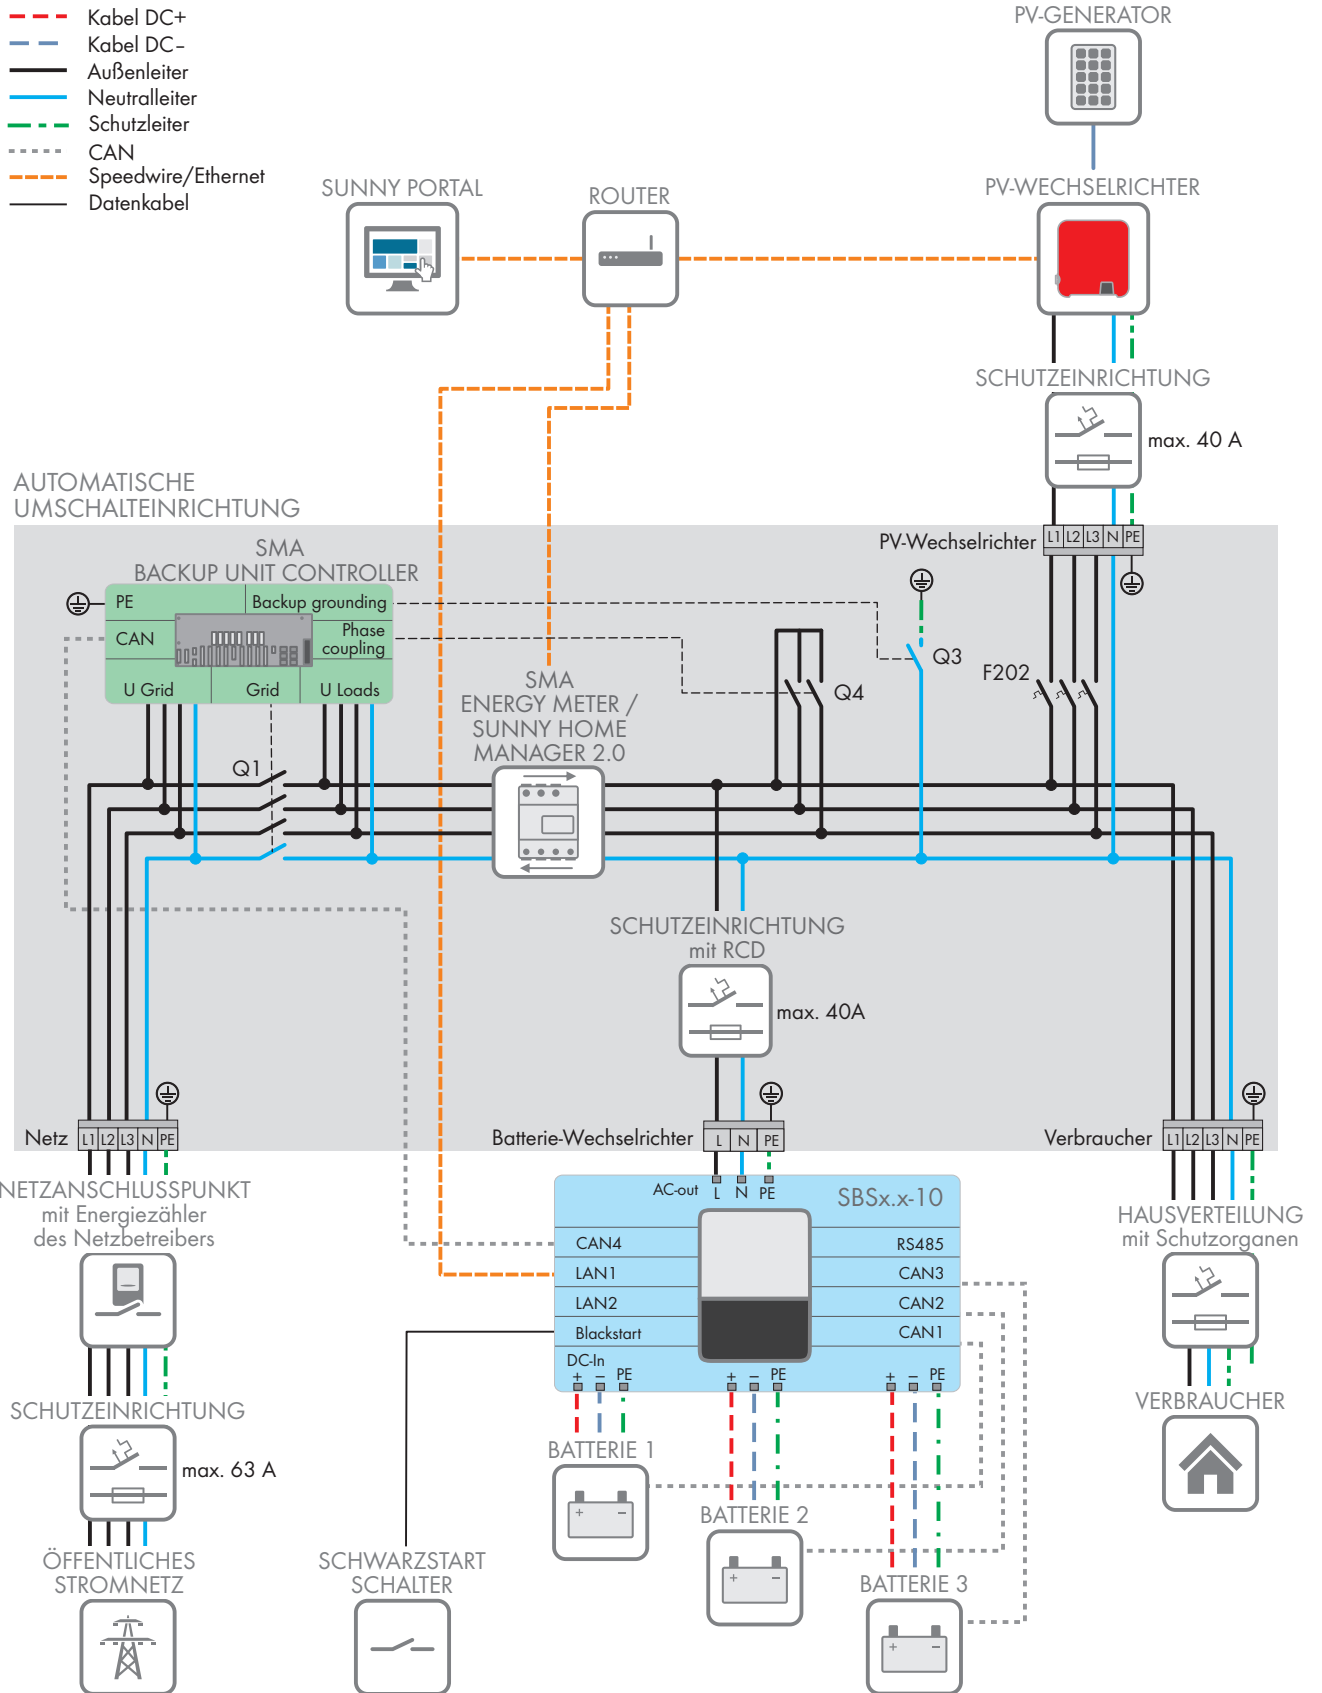 Kabel DC+
Kabel DC-
Außenleiter
Neutralleiter
Schutzleiter
CAN
Speedwire/Ethernet
Datenkabel
PV-GENERATOR
SUNNY PORTAL
ROUTER
PV-WECHSELRICHTER
SCHUTZEINRICHTUNG
max. 40 A
AUTOMATISCHE
UMSCHALTEINRICHTUNG
PV-Wechselrichter
L1 L2 L3 N PE
SMA
BACKUP UNIT CONTROLLER
PE
Backup grounding
CAN
Phase
coupling
U Grid
Grid
U Loads
Q3
F202
Q4
SMA
ENERGY METER /
SUNNY HOME
MANAGER 2.0
Q1
SCHUTZEINRICHTUNG
mit RCD
max. 40A
Netz
L1 L2 L3 N PE
Batterie-Wechselrichter
L N PE
Verbraucher
L1 L2 L3 N PE
NETZANSCHLUSSPUNKT
mit Energiezähler
des Netzbetreibers
AC-out
L N PE
SBSx.x-10
CAN4
RS485
LAN1
CAN3
LAN2
CAN2
Blackstart
CAN1
DC-In
+ – PE
+ – PE
+ – PE
HAUSVERTEILUNG
mit Schutzorganen
SCHUTZEINRICHTUNG
max. 63 A
VERBRAUCHER
BATTERIE 1
+ –
BATTERIE 2
+ –
BATTERIE 3
+ –
ÖFFENTLICHES
STROMNETZ
SCHWARZSTART
SCHALTER